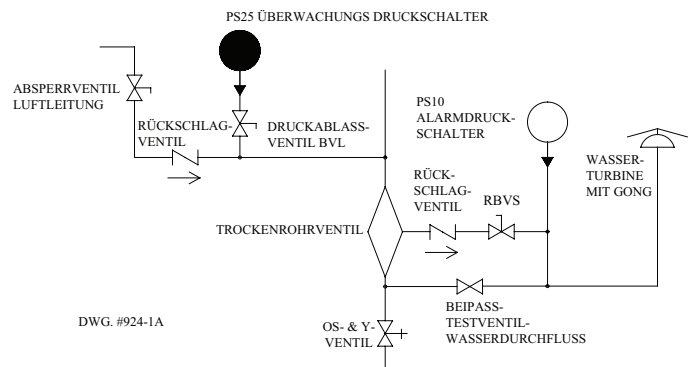 PS25 ÜBERWACHUNGS DRUCKSCHALTER
ABSPERRVENTIL
LUFTLEITUNG
RÜCKSCHLAG-
VENTIL
DRUCKABLASS-
VENTIL BVL
PS10
ALARMDRUCK-
SCHALTER
WASSER-
TURBINE
MIT GONG
RÜCK-
SCHLAG-
VENTIL
RBVS
TROCKENROHRVENTIL
BEIPASS-
TESTVENTIL-
WASSERDURCHFLUSS
OS- & Y-
VENTIL
DWG. #924-1A